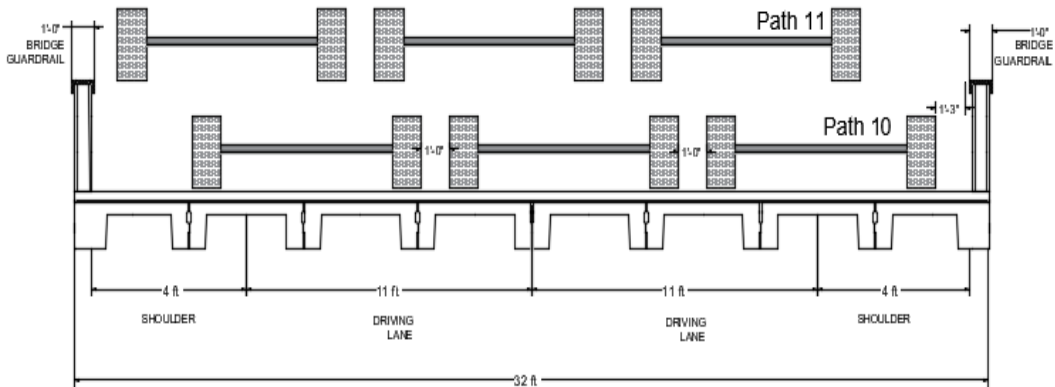 Path 11
1'-0"
BRIDGE
GUARDRAIL
1'-0"
BRIDGE
GUARDRAIL
1'-3"
Path 10
1'-0"
1'-0"
4 ft
11 ft
11 ft
4 ft
SHOULDER
DRIVING
LANE
DRIVING
LANE
SHOULDER
32 ft